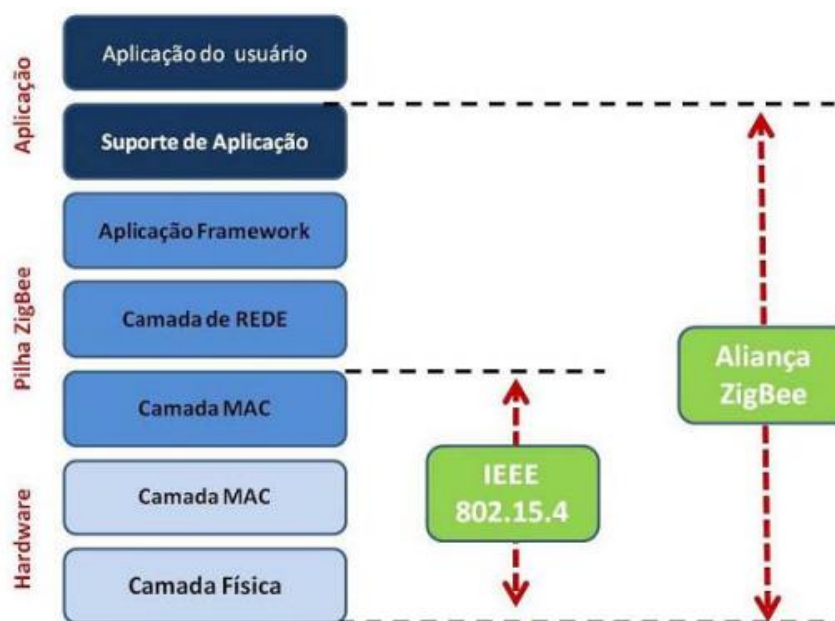 Aplicação
Aplicação do usuário
Suporte de Aplicação
Pilha ZigBee
Aplicação Framework
Camada de REDE
Camada MAC
Hardware
Camada MAC
Camada Física
IEEE
802.15.4
Aliança
ZigBee